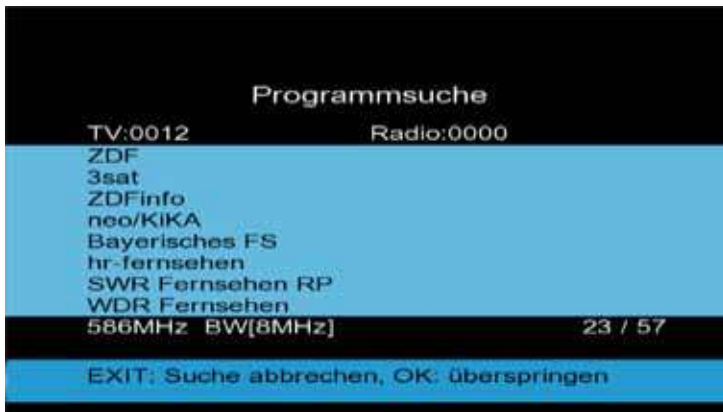 Programmsuche
TV:0012 Radio:0000
ZDF
3sat
ZDFinfo
neo/KiKA
Bayerisches FS
hr-fernsehen
SWR Fernsehen RP
WDR Fernsehen
586MHz BW[8MHz] 23 / 57
EXIT: Suche abbrechen, OK: überspringen